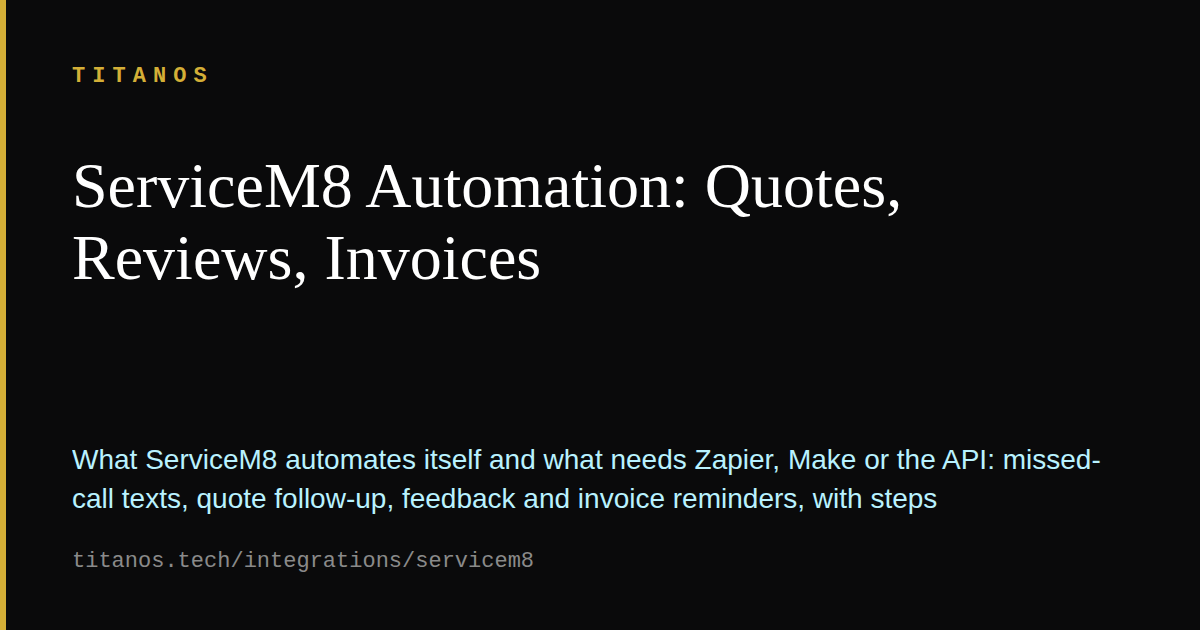 TITANOS
ServiceM8 Automation: Quotes,
Reviews, Invoices
What ServiceM8 automates itself and what needs Zapier, Make or the API: missed-
call texts, quote follow-up, feedback and invoice reminders, with steps
titanos.tech/integrations/servicem8